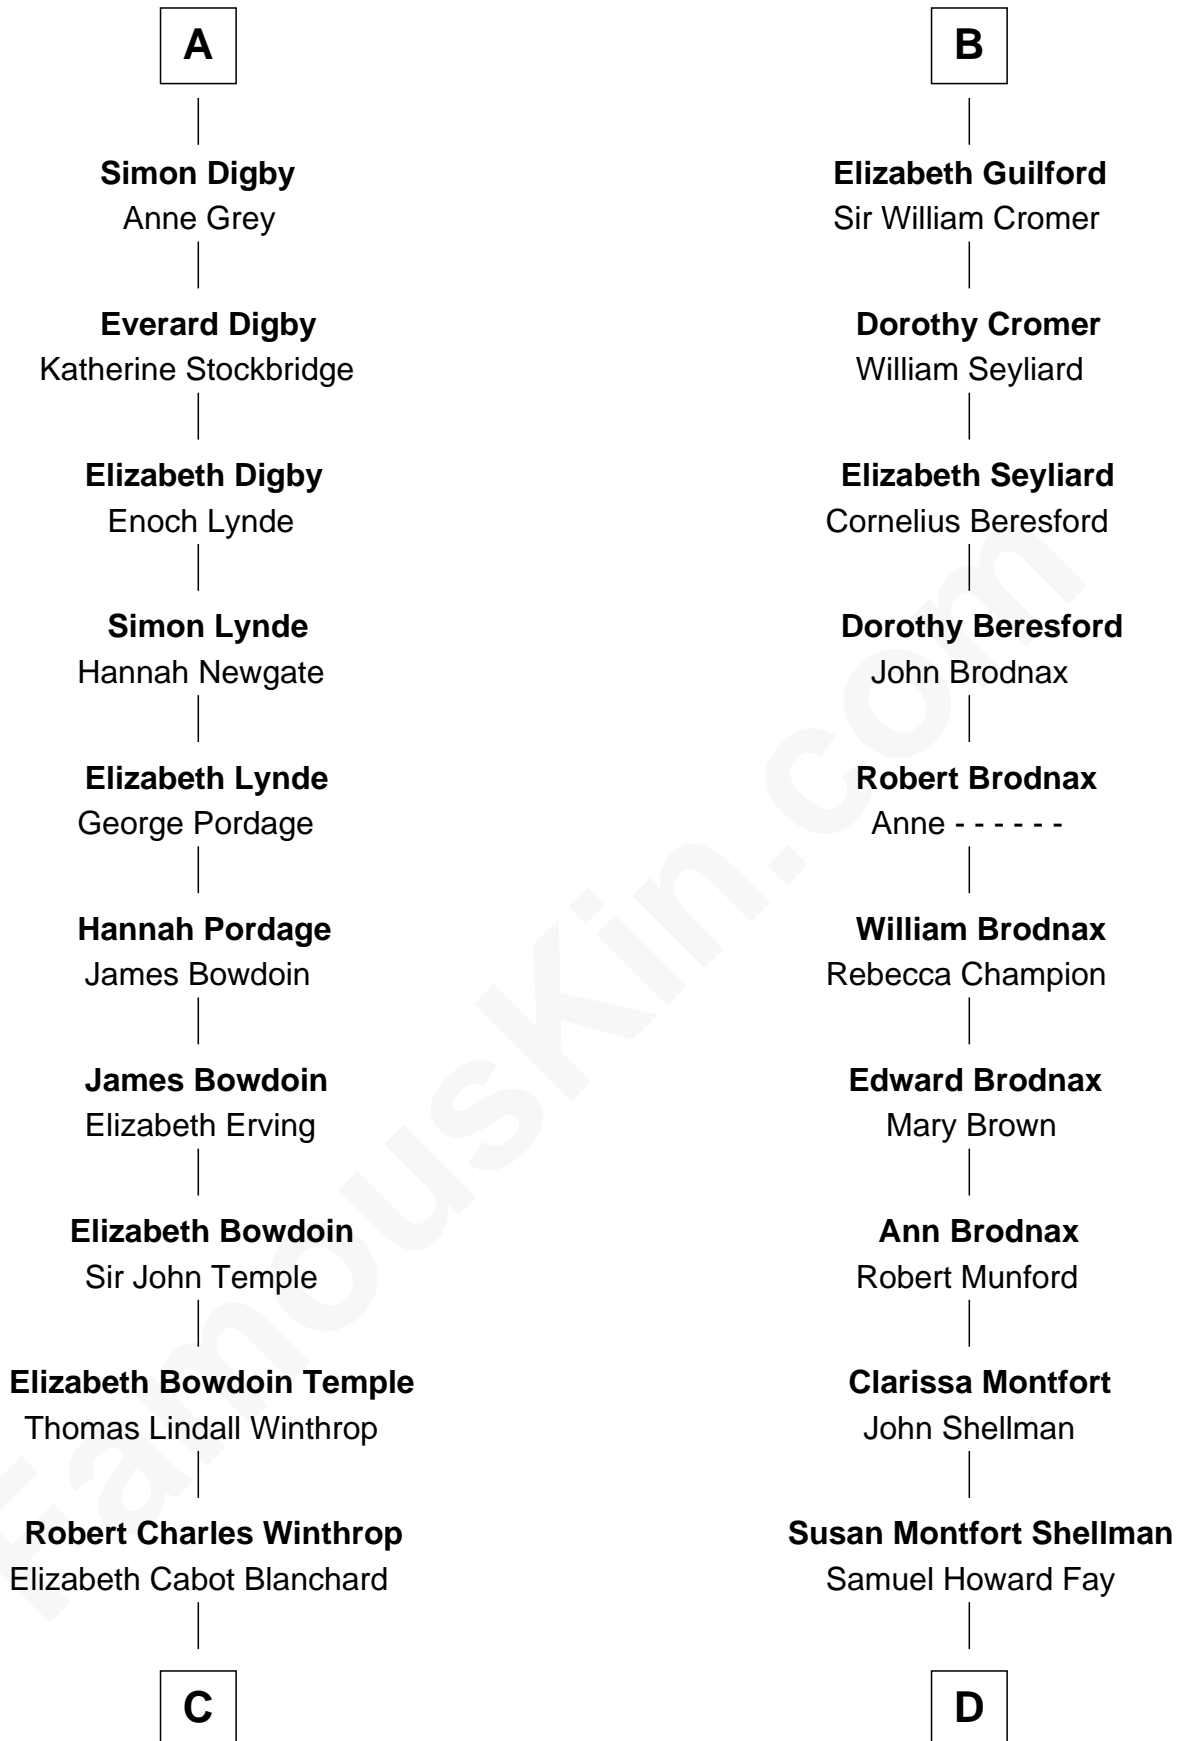 A
Simon Digby
Anne Grey
Everard Digby
Katherine Stockbridge
Elizabeth Digby
Enoch Lynde
Simon Lynde
Hannah Newgate
Elizabeth Lynde
George Pordage
Hannah Pordage
James Bowdoin
James Bowdoin
Elizabeth Erving
Elizabeth Bowdoin
Sir John Temple
Elizabeth Bowdoin Temple
Thomas Lindall Winthrop
Robert Charles Winthrop
Elizabeth Cabot Blanchard
C
B
Elizabeth Guilford
Sir William Cromer
Dorothy Cromer
William Seyliard
Elizabeth Seyliard
Cornelius Beresford
Dorothy Beresford
John Brodnax
Robert Brodnax
Anne - - - - - -
William Brodnax
Rebecca Champion
Edward Brodnax
Mary Brown
Ann Brodnax
Robert Munford
Clarissa Montfort
John Shellman
Susan Montfort Shellman
Samuel Howard Fay
D
FamousKin.com